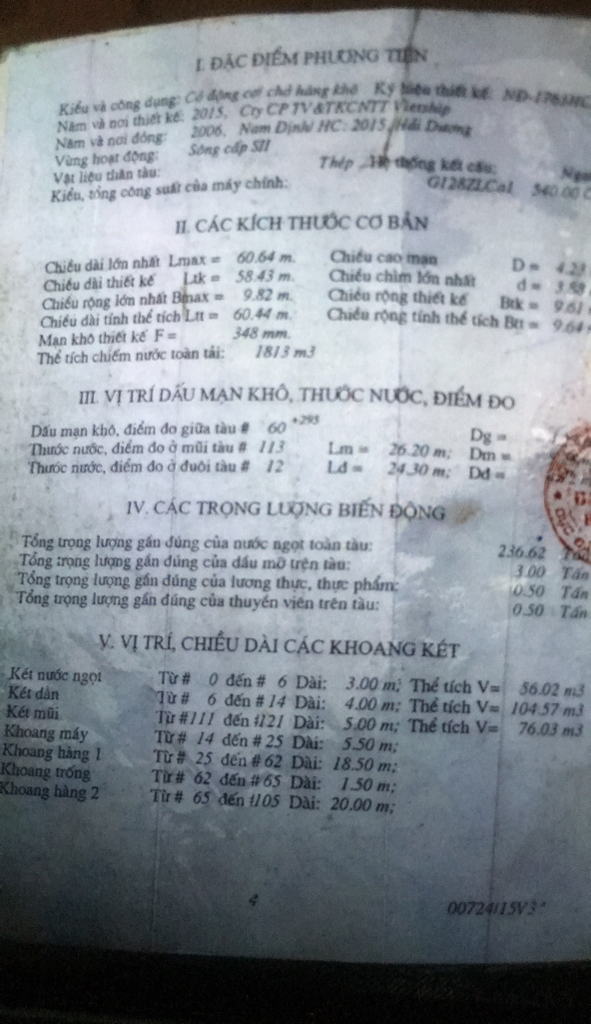 I. ĐẶC ĐIỂM PHƯƠNG TIỆN
Kiểu và công dụng: Có động cơ, chở hàng khô Ký hiệu thiết kế: NĐ-1763
Năm và nơi thiết kế: 2015, Cty CP TV&TKCNTT Vietship
Năm và nơi đóng: 2006, Nam Định/ HC: 2015, Hải Dương
Vùng hoạt động: Sông cấp SII
Vật liệu thân tàu: Thép Hệ thống kết cấu:
Kiểu, tổng công suất của máy chính: G128ZLCa1 540.00
II. CÁC KÍCH THƯỚC CƠ BẢN
Chiều dài lớn nhất Lmax = 60.64 m. Chiều cao mạn D = 4.23
Chiều dài thiết kế Ltk = 58.43 m. Chiều chìm lớn nhất d = 3.88
Chiều rộng lớn nhất Bmax = 9.82 m. Chiều rộng thiết kế Btk = 9.61
Chiều dài tính thể tích Ltt = 60.44 m. Chiều rộng tính thể tích Btt = 9.64
Mạn khô thiết kế F = 348 mm.
Thể tích chiếm nước toàn tải: 1813 m3
III. VỊ TRÍ DẤU MẠN KHÔ, THƯỚC NƯỚC, ĐIỂM ĐO
Dấu mạn khô, điểm đo giữa tàu # 60 +295 Dg =
Thước nước, điểm đo ở mũi tàu # 113 Lm = 26.20 m; Dm =
Thước nước, điểm đo ở đuôi tàu # 12 Ld = 24.30 m; Dd =
IV. CÁC TRỌNG LƯỢNG BIẾN ĐỘNG
Tổng trọng lượng gần đúng của nước ngọt toàn tàu: 236.62 Tấn
Tổng trọng lượng gần đúng của dầu mỡ trên tàu: 3.00 Tấn
Tổng trọng lượng gần đúng của lương thực, thực phẩm: 0.50 Tấn
Tổng trọng lượng gần đúng của thuyền viên trên tàu: 0.50 Tấn
V. VỊ TRÍ, CHIỀU DÀI CÁC KHOANG KÉT
Két nước ngọt Từ # 0 đến # 6 Dài: 3.00 m; Thể tích V= 56.02 m3
Két dằn Từ # 6 đến # 14 Dài: 4.00 m; Thể tích V= 104.57 m3
Két mũi Từ #111 đến #121 Dài: 5.00 m; Thể tích V= 76.03 m3
Khoang máy Từ # 14 đến # 25 Dài: 5.50 m;
Khoang hàng 1 Từ # 25 đến # 62 Dài: 18.50 m;
Khoang trống Từ # 62 đến # 65 Dài: 1.50 m;
Khoang hàng 2 Từ # 65 đến #105 Dài: 20.00 m;
4
00724/15V3